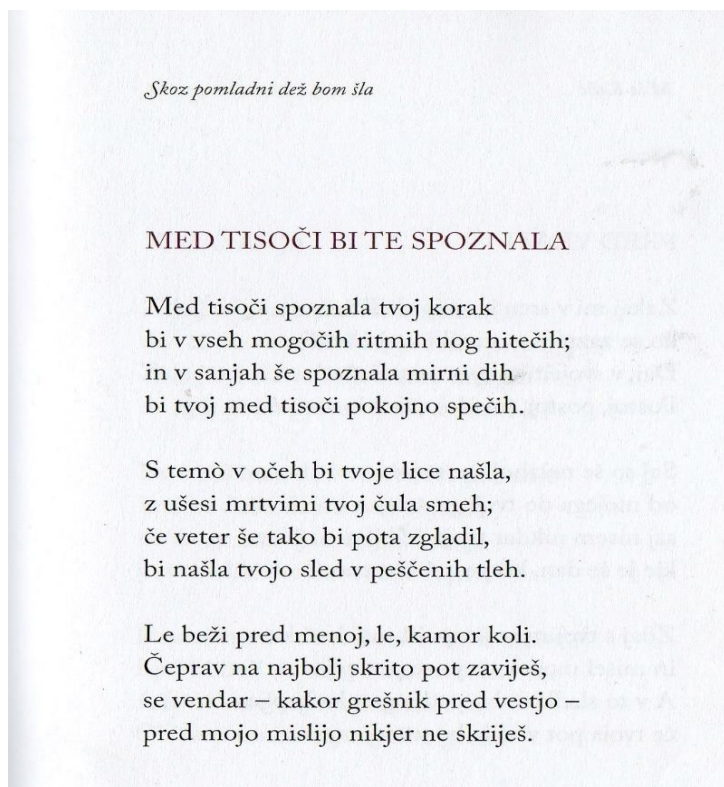 Skoz pomladni dež bom šla
MED TISOČI BI TE SPOZNALA
Med tisoči spoznala tvoj korak
bi v vseh mogočih ritmih nog hitečih;
in v sanjah še spoznala mirni dih
bi tvoj med tisoči pokojno spečih.
S temò v očeh bi tvoje lice našla,
z ušesi mrtvimi tvoj čula smeh;
če veter še tako bi pota zgladil,
bi našla tvojo sled v peščenih tleh.
Le beži pred menoj, le, kamor koli.
Čeprav na najbolj skrito pot zaviješ,
se vendar – kakor grešnik pred vestjo –
pred mojo mislijo nikjer ne skriješ.